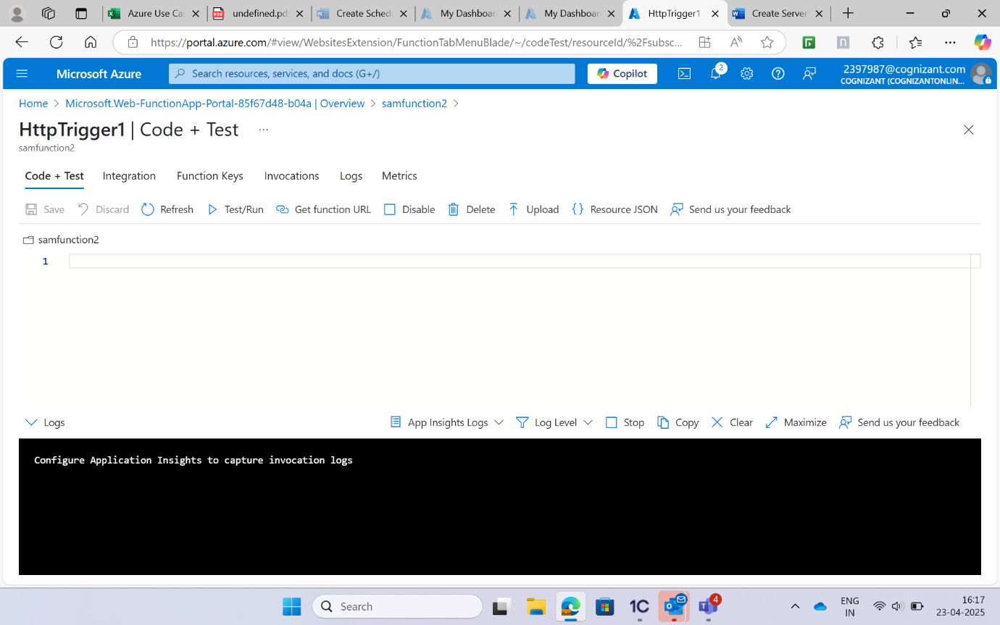 Azure Use Ca
undefined.pd
Create Sched
My Dashboar
My Dashboar
HttpTrigger1
Create Server
https://portal.azure.com/#view/WebsitesExtension/FunctionTabMenuBlade/~/codeTest/resourceId/%2Fsubsc...
Microsoft Azure
Search resources, services, and docs (G+/)
Copilot
2
2397987@cognizant.com
COGNIZANT (COGNIZANTONLIN...
Home > Microsoft.Web-FunctionApp-Portal-85f67d48-b04a | Overview > samfunction2 >
HttpTrigger1 | Code + Test ...
samfunction2
Code + Test Integration Function Keys Invocations Logs Metrics
Save Discard Refresh Test/Run Get function URL Disable Delete Upload {} Resource JSON Send us your feedback
samfunction2
1
Logs App Insights Logs Log Level Stop Copy Clear Maximize Send us your feedback
Configure Application Insights to capture invocation logs
Search
1C
4
ENG
IN
16:17
23-04-2025